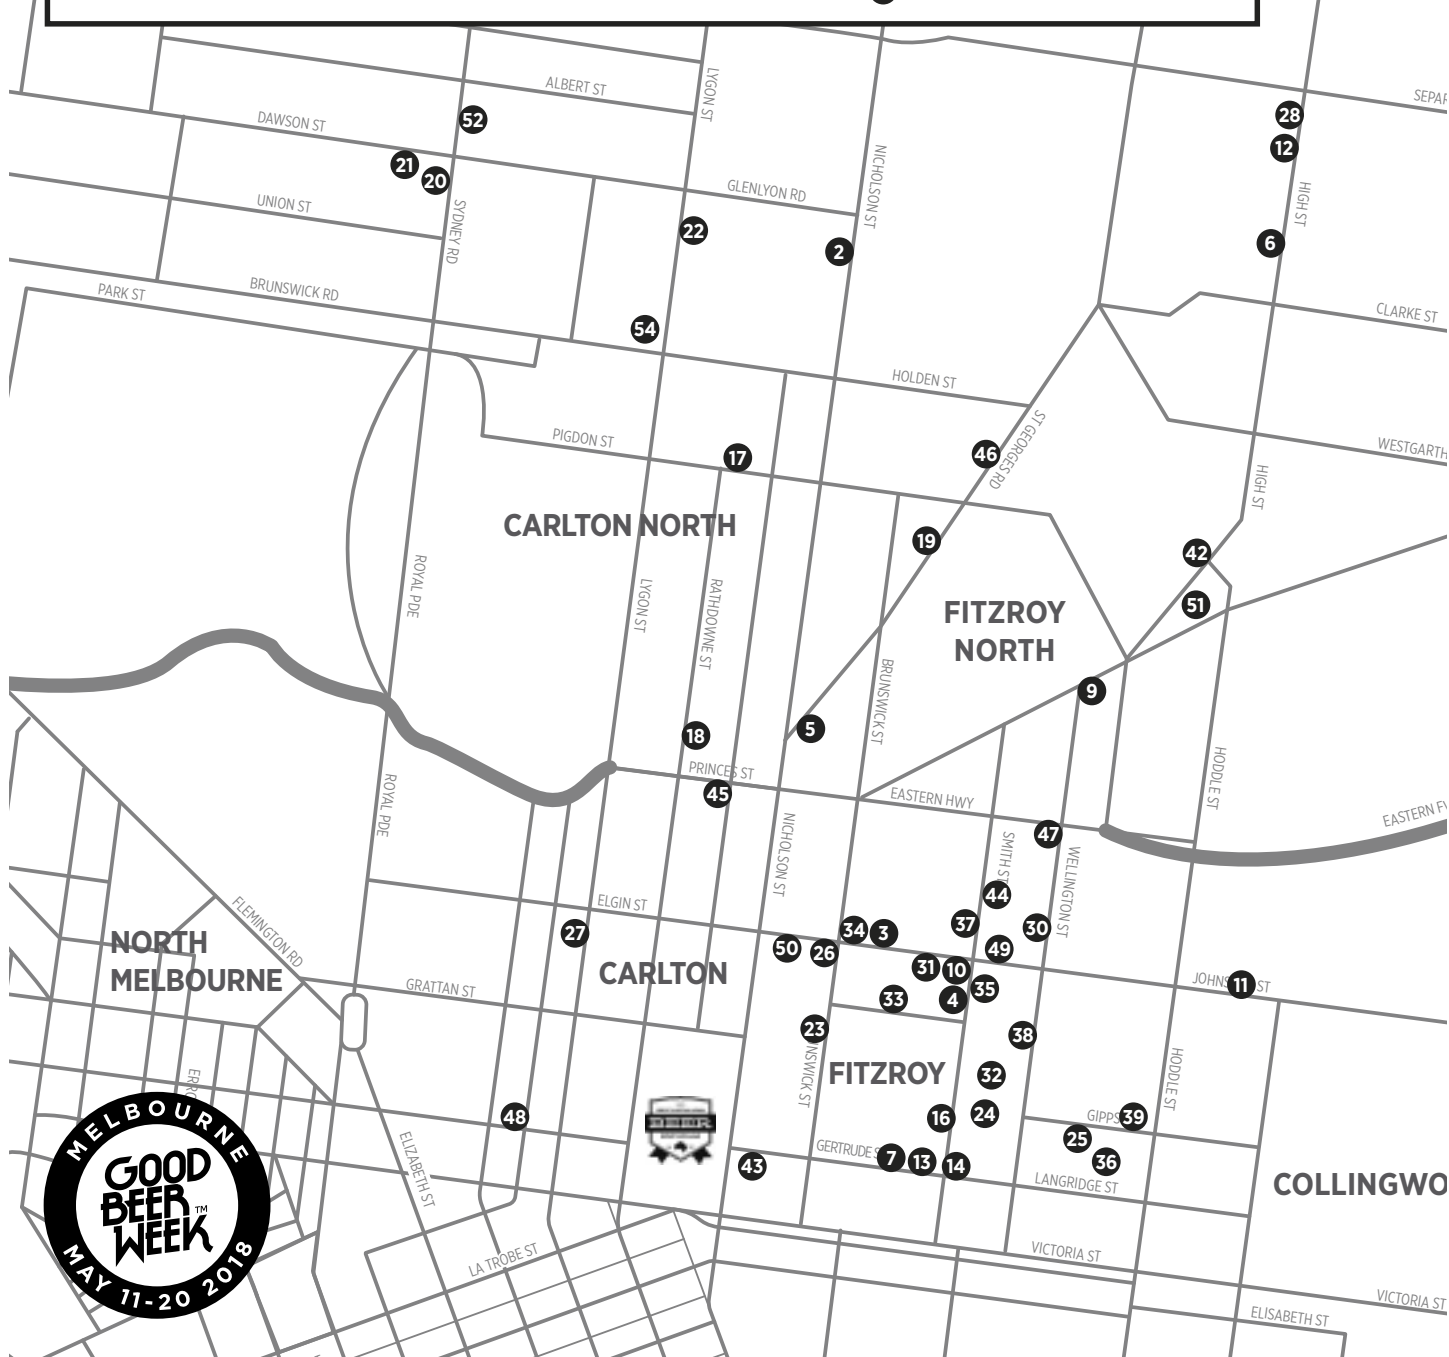 ALBERT ST
LYGON ST
SEPAR
28
52
DAWSON ST
12
21
20
NICHOLSON ST
GLENLYON RD
HIGH ST
UNION ST
SYDNEY RD
22
2
6
PARK ST
BRUNSWICK RD
CLARKE ST
54
HOLDEN ST
ST GEORGES RD
PIGDON ST
17
46
WESTGARTH
HIGH ST
CARLTON NORTH
19
42
ROYAL PDE
LYGON ST
RATHDOWNE ST
51
FITZROY
NORTH
BRUNSWICK ST
9
18
5
PRINCES ST
45
EASTERN HWY
HODDLE ST
EASTERN F
ROYAL PDE
NICHOLSON ST
47
SMITH ST
WELLINGTON ST
44
FLEMINGTON RD
ELGIN ST
27
34
3
37
30
50
26
49
NORTH
MELBOURNE
CARLTON
31
10
GRATTAN ST
33
4
35
JOHNS
ST
11
23
38
NSWICK ST
FITZROY
32
HODDLE ST
ERRO
48
BEER
16
24
GIPPS
39
25
ELIZABETH ST
43
GERTRUDE S
7
13
14
36
LANGRIDGE ST
COLLINGWO
MELBOURNE
GOOD
BEER
WEEK
TM
MAY 11-20 2018
LA TROBE ST
VICTORIA ST
VICTORIA ST
ELISABETH ST